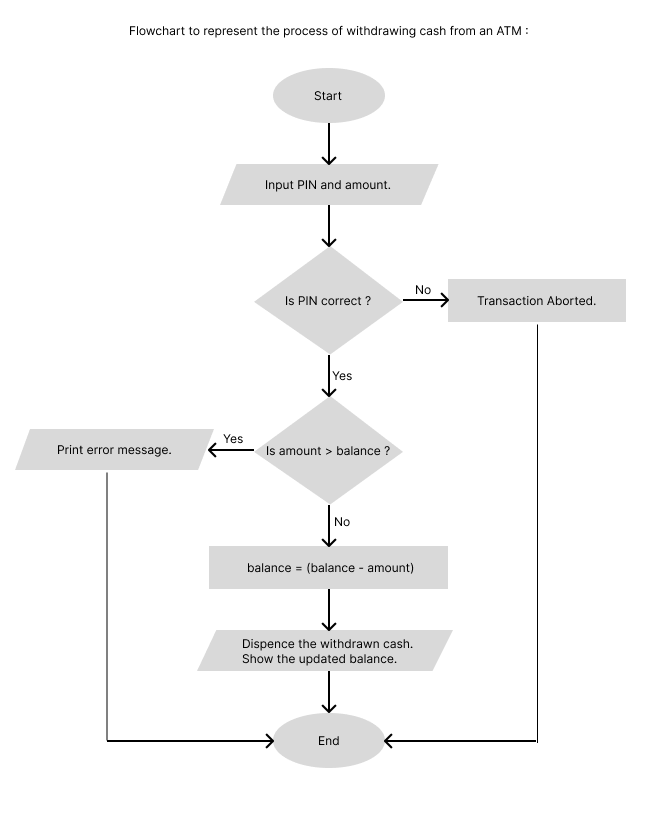 Flowchart to represent the process of withdrawing cash from an ATM :
Start
Input PIN and amount.
Is PIN correct ?
No
Transaction Aborted.
Yes
Is amount > balance ?
Yes
Print error message.
No
balance = (balance - amount)
Dispence the withdrawn cash.
Show the updated balance.
End